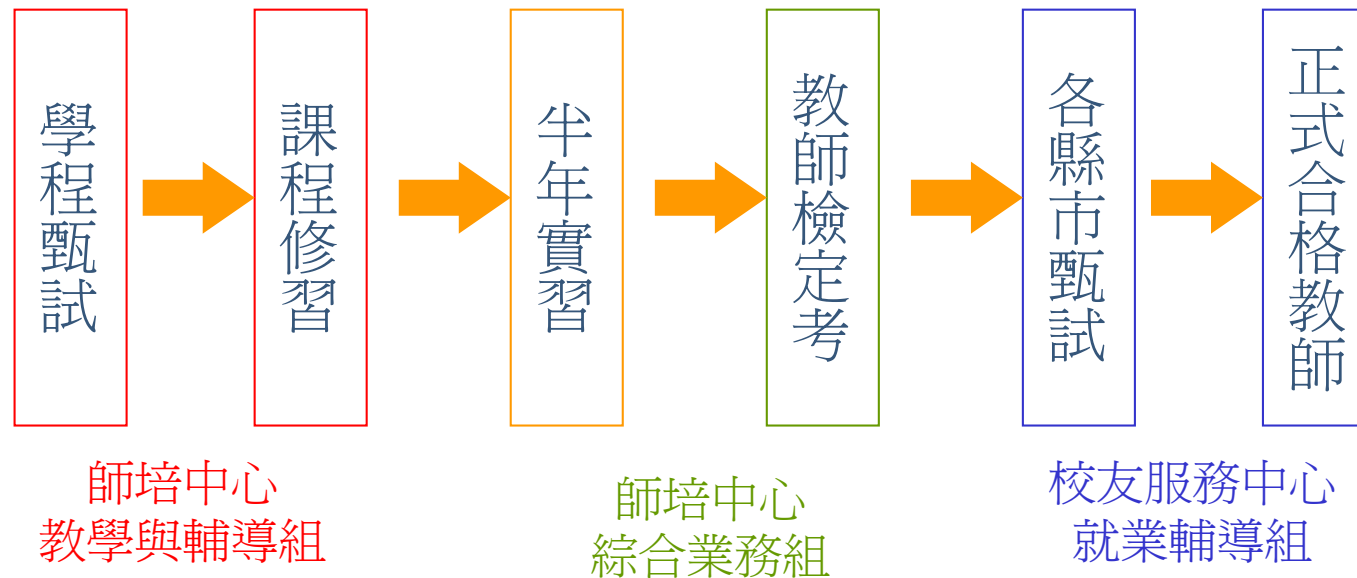 學程甄試
課程修習
半年實習
教師檢定考
各縣市甄試
正式合格教師
師培中心
教學與輔導組
師培中心
綜合業務組
校友服務中心
就業輔導組